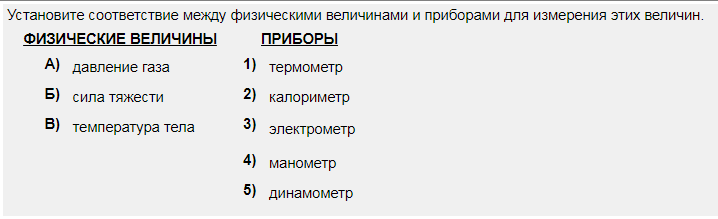 Установите соответствие между физическими величинами и приборами для измерения этих величин.
ФИЗИЧЕСКИЕ ВЕЛИЧИНЫ ПРИБОРЫ
А) давление газа 1) термометр
Б) сила тяжести 2) калориметр
В) температура тела 3) электрометр
4) манометр
5) динамометр